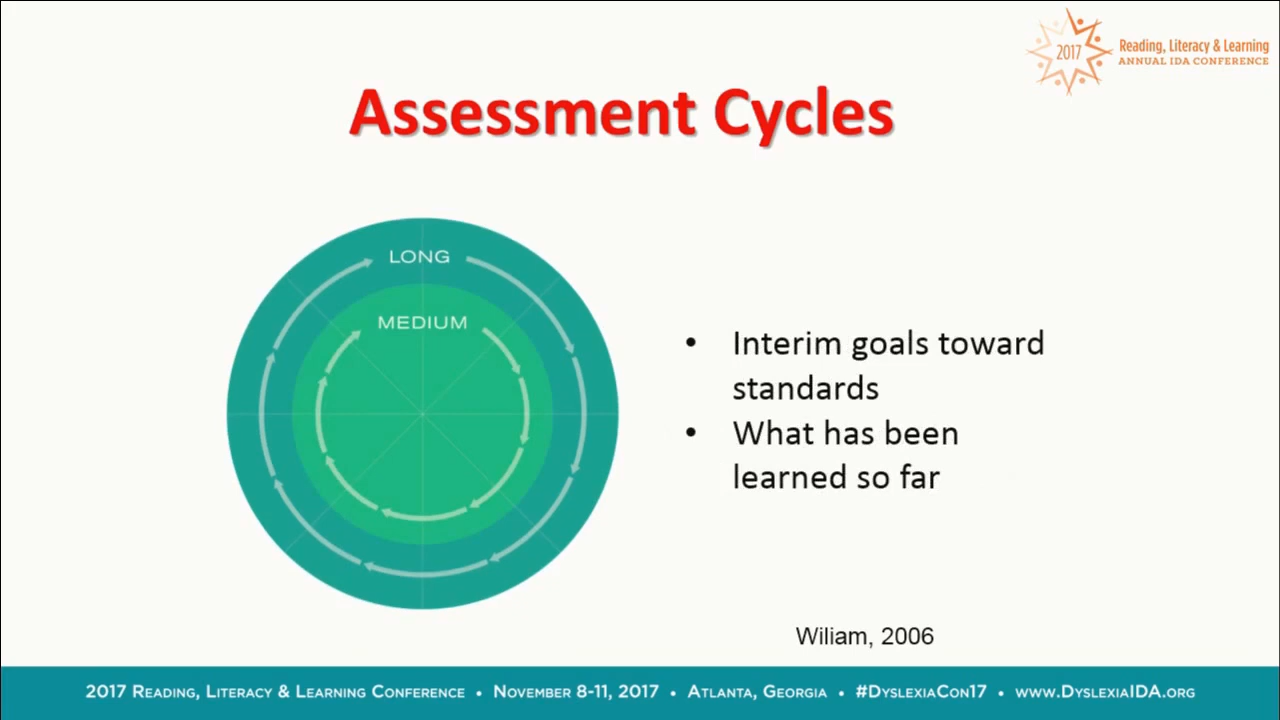 2017
Reading, Literacy & Learning
ANNUAL IDA CONFERENCE
Assessment Cycles
LONG
MEDIUM
• Interim goals toward
standards
• What has been
learned so far
Wiliam, 2006
2017 Reading, Literacy & Learning Conference • November 8-11, 2017 • Atlanta, Georgia • #DyslexiaCon17 • www.DyslexiaIDA.org